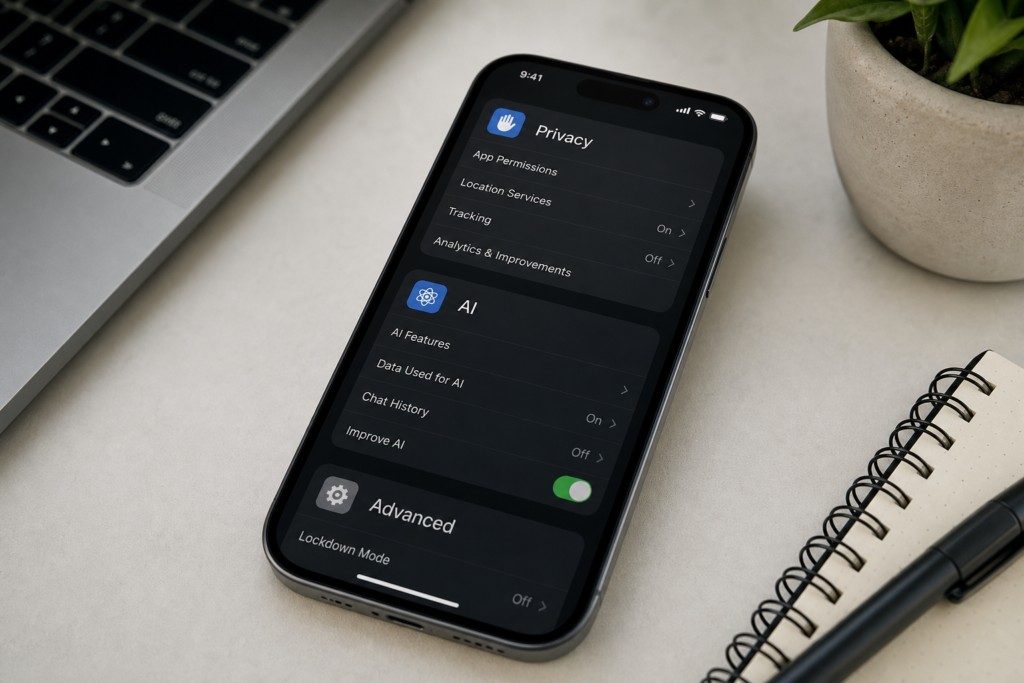 9:41
Privacy
App Permissions
Location Services On
Tracking Off
Analytics & Improvements
AI
AI Features
Data Used for AI On
Chat History Off
Improve AI
Advanced
Lockdown Mode Off